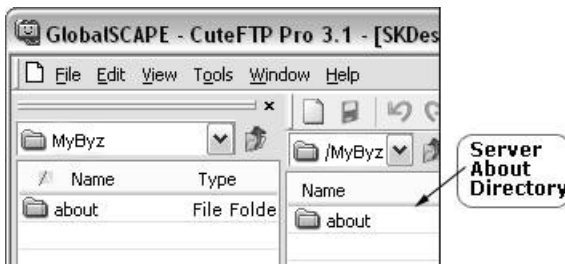 GlobalSCAPE - CuteFTP Pro 3.1 - [SKDes
File Edit View Tools Window Help
MyByz
Name Type
about File Folde
/MyByz
Name
about
Server
About
Directory